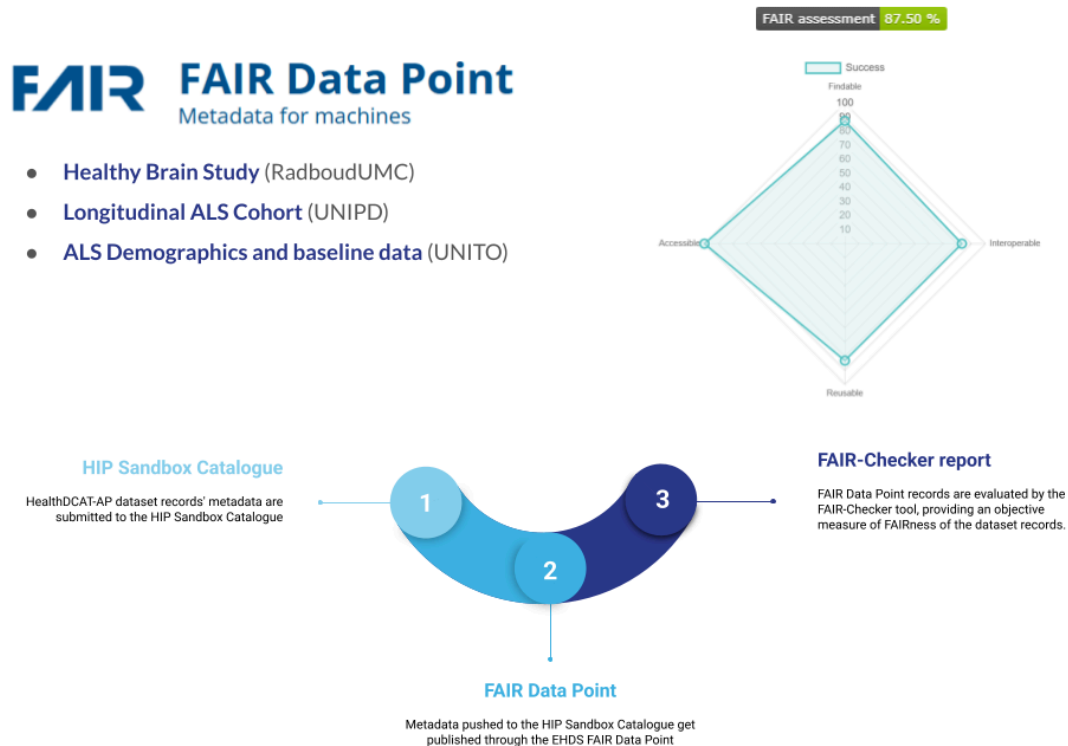 FAIR assessment 87.50 %
FAIR
FAIR Data Point
Metadata for machines
● Healthy Brain Study (RadboudUMC)
● Longitudinal ALS Cohort (UNIPD)
● ALS Demographics and baseline data (UNITO)
Success
Findable
100
90
80
70
60
50
40
30
20
10
Accessible
Interoperable
Reusable
HIP Sandbox Catalogue
HealthDCAT-AP dataset records' metadata are
submitted to the HIP Sandbox Catalogue
1
2
3
FAIR-Checker report
FAIR Data Point records are evaluated by the
FAIR-Checker tool, providing an objective
measure of FAIRness of the dataset records.
FAIR Data Point
Metadata pushed to the HIP Sandbox Catalogue get
published through the EHDS FAIR Data Point